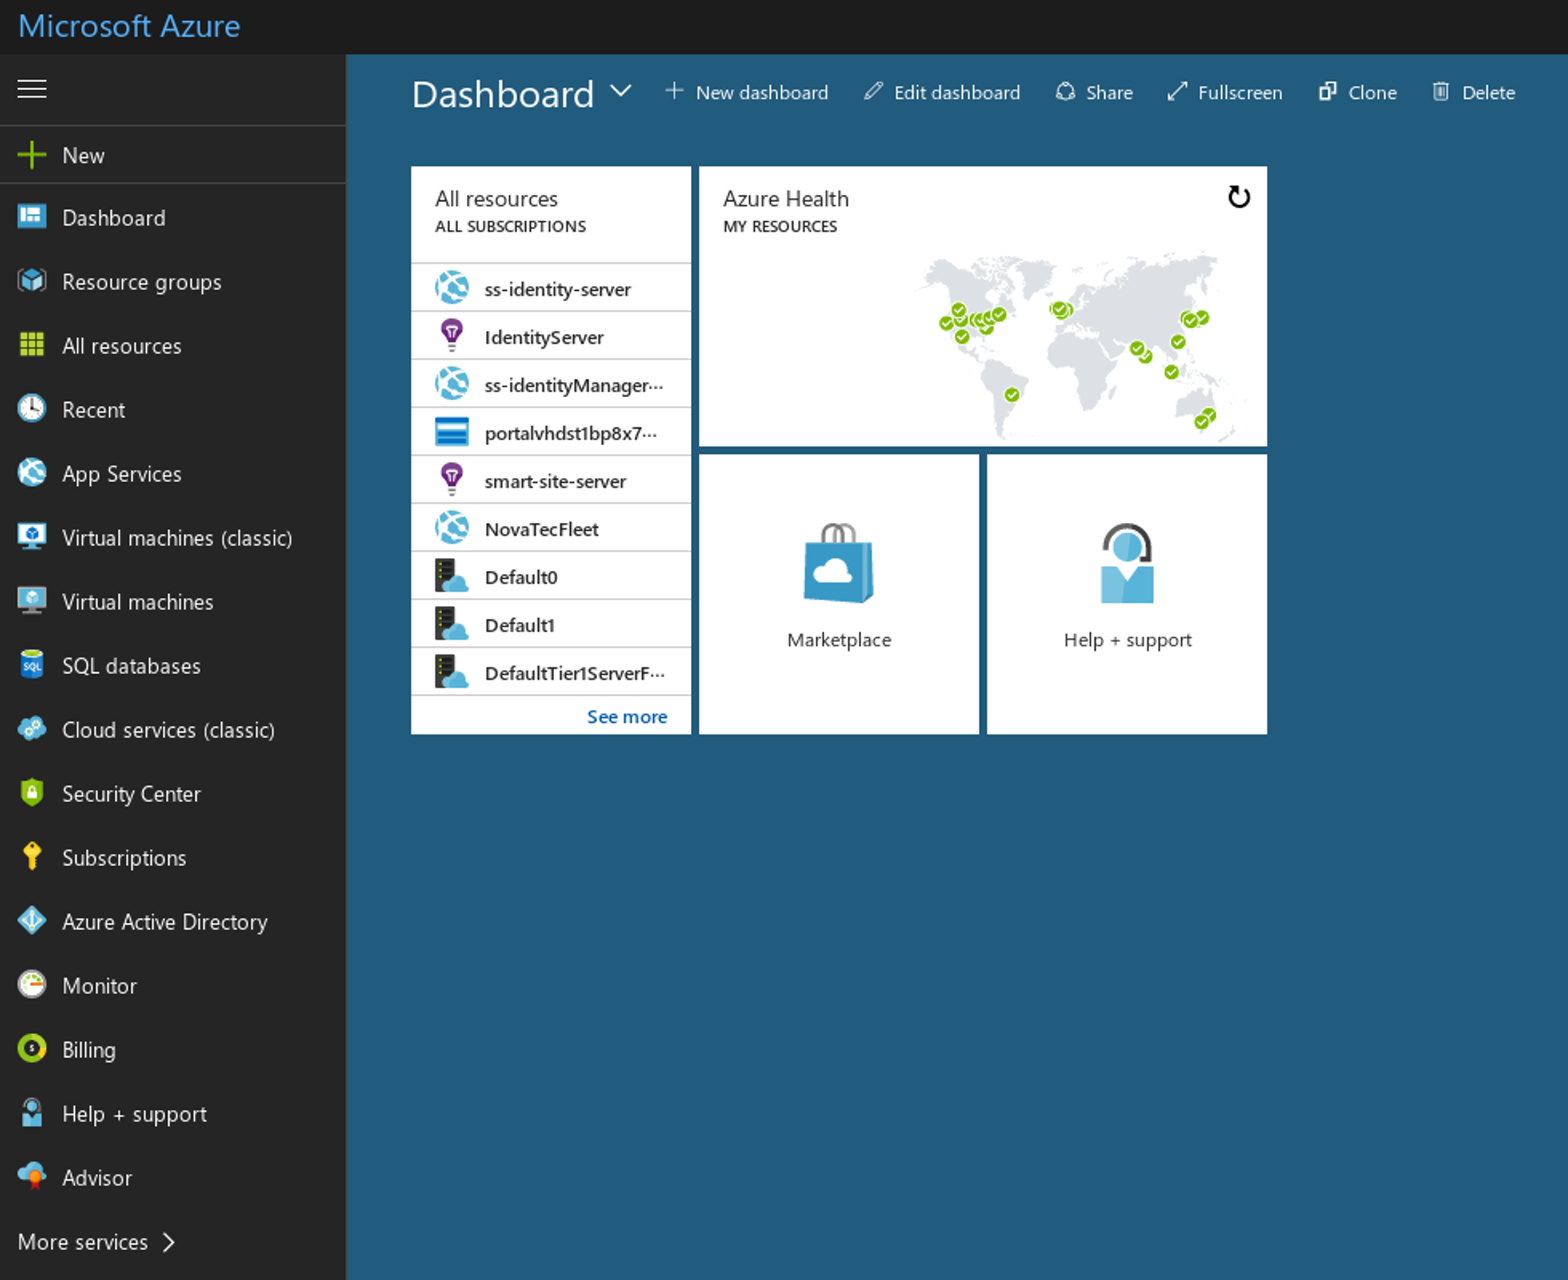 Microsoft Azure
New
Dashboard
Resource groups
All resources
Recent
App Services
Virtual machines (classic)
Virtual machines
SQL databases
Cloud services (classic)
Security Center
Subscriptions
Azure Active Directory
Monitor
Billing
Help + support
Advisor
More services
Dashboard
New dashboard
Edit dashboard
Share
Fullscreen
Clone
Delete
All resources
ALL SUBSCRIPTIONS
ss-identity-server
IdentityServer
ss-identityManager···
portalvhdst1bp8x7···
smart-site-server
NovaTecFleet
Default0
Default1
DefaultTier1ServerF···
See more
Azure Health
MY RESOURCES
Marketplace
Help + support